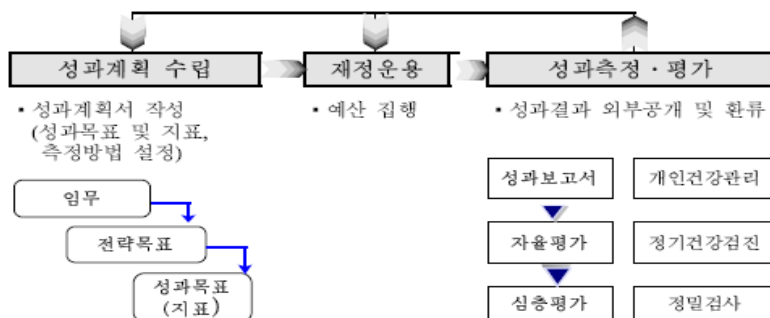 성과계획 수립
재정운용
성과측정·평가
▪ 성과계획서 작성
(성과목표 및 지표,
측정방법 설정)
▪ 예산 집행
▪ 성과결과 외부공개 및 환류
임무
전략목표
성과목표
(지표)
성과보고서
개인건강관리
자율평가
정기건강검진
심층평가
정밀검사